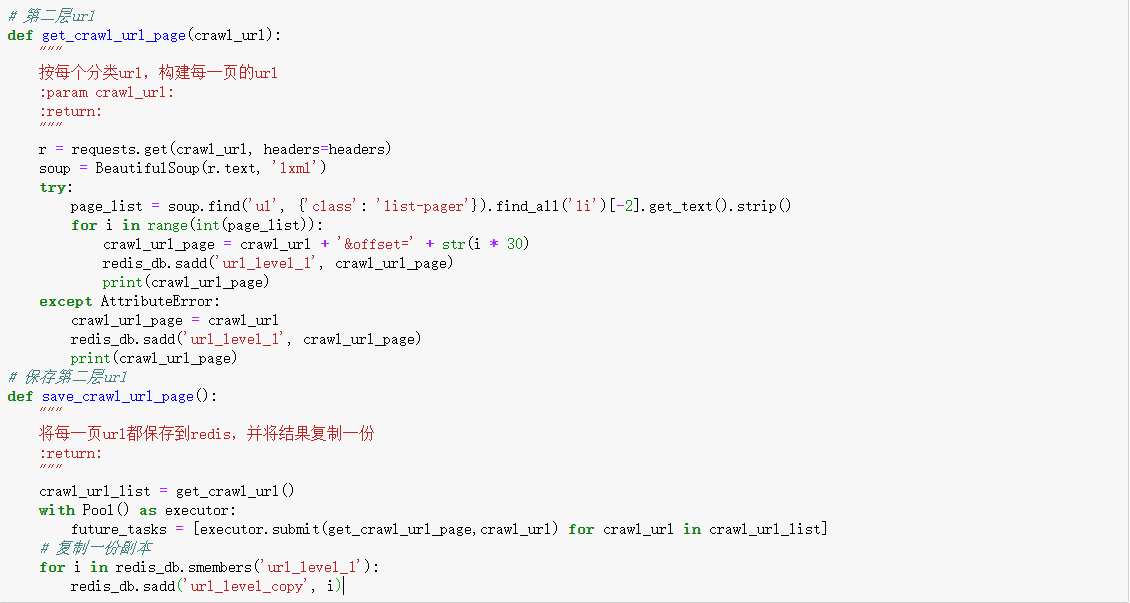 # 第二层url
def get_crawl_url_page(crawl_url):
    """
    按每个分类url，构建每一页的url
    :param crawl_url:
    :return:
    """
    r = requests.get(crawl_url, headers=headers)
    soup = BeautifulSoup(r.text, 'lxml')
    try:
        page_list = soup.find('ul', {'class': 'list-pager'}).find_all('li')[-2].get_text().strip()
        for i in range(int(page_list)):
            crawl_url_page = crawl_url + '&offset=' + str(i * 30)
            redis_db.sadd('url_level_1', crawl_url_page)
            print(crawl_url_page)
    except AttributeError:
        crawl_url_page = crawl_url
        redis_db.sadd('url_level_1', crawl_url_page)
        print(crawl_url_page)
# 保存第二层url
def save_crawl_url_page():
    """
    将每一页url都保存到redis，并将结果复制一份
    :return:
    """
    crawl_url_list = get_crawl_url()
    with Pool() as executor:
        future_tasks = [executor.submit(get_crawl_url_page,crawl_url) for crawl_url in crawl_url_list]
    # 复制一份副本
    for i in redis_db.smembers('url_level_1'):
        redis_db.sadd('url_level_copy', i)